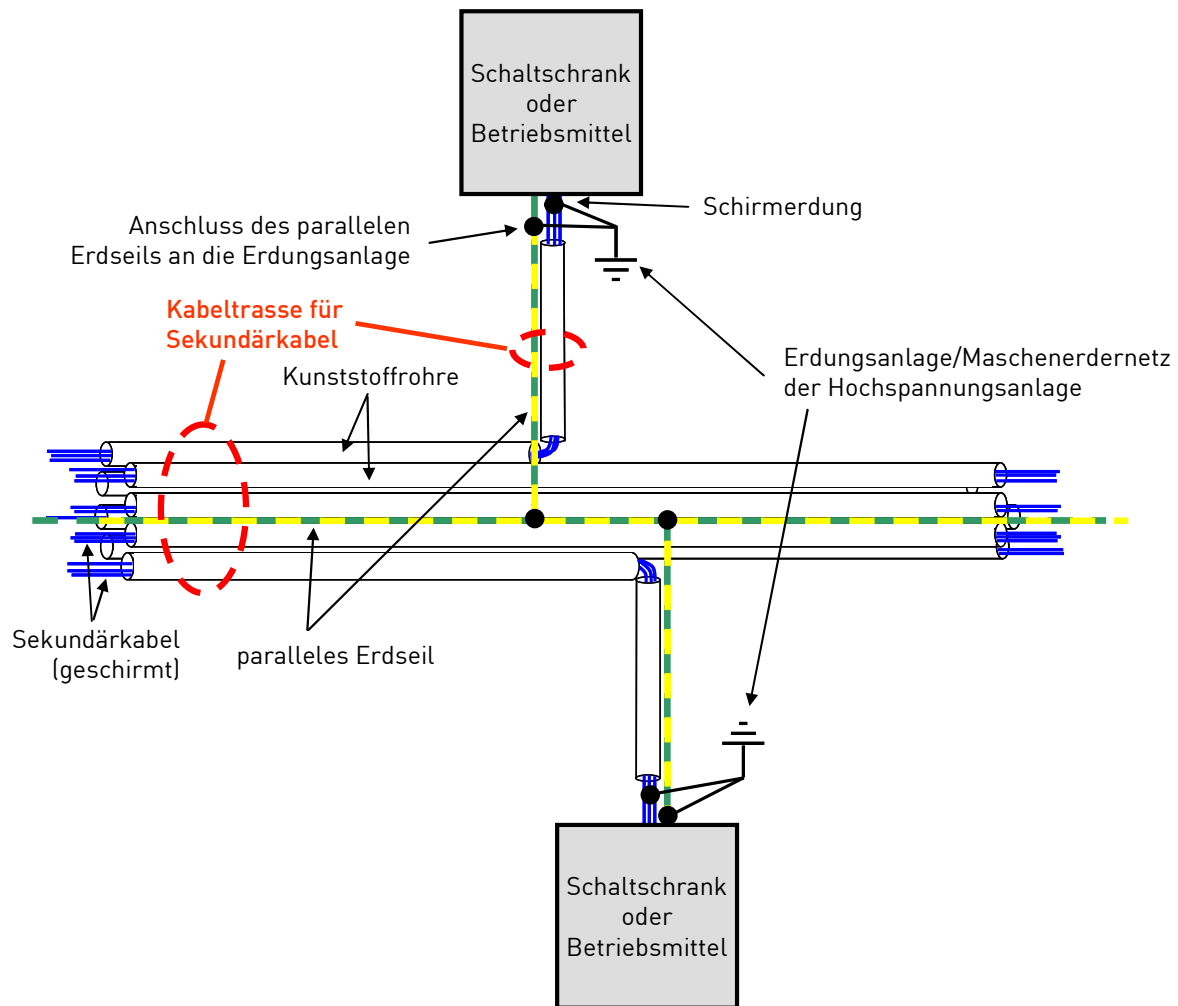 Schaltschrank
oder
Betriebsmittel
Schirmerdung
Anschluss des parallelen
Erdseils an die Erdungsanlage
Kabeltrasse für
Sekundärkabel
Kunststoffrohre
Erdungsanlage/Maschenerdernetz
der Hochspannungsanlage
Sekundärkabel
(geschirmt)
paralleles Erdseil
Schaltschrank
oder
Betriebsmittel